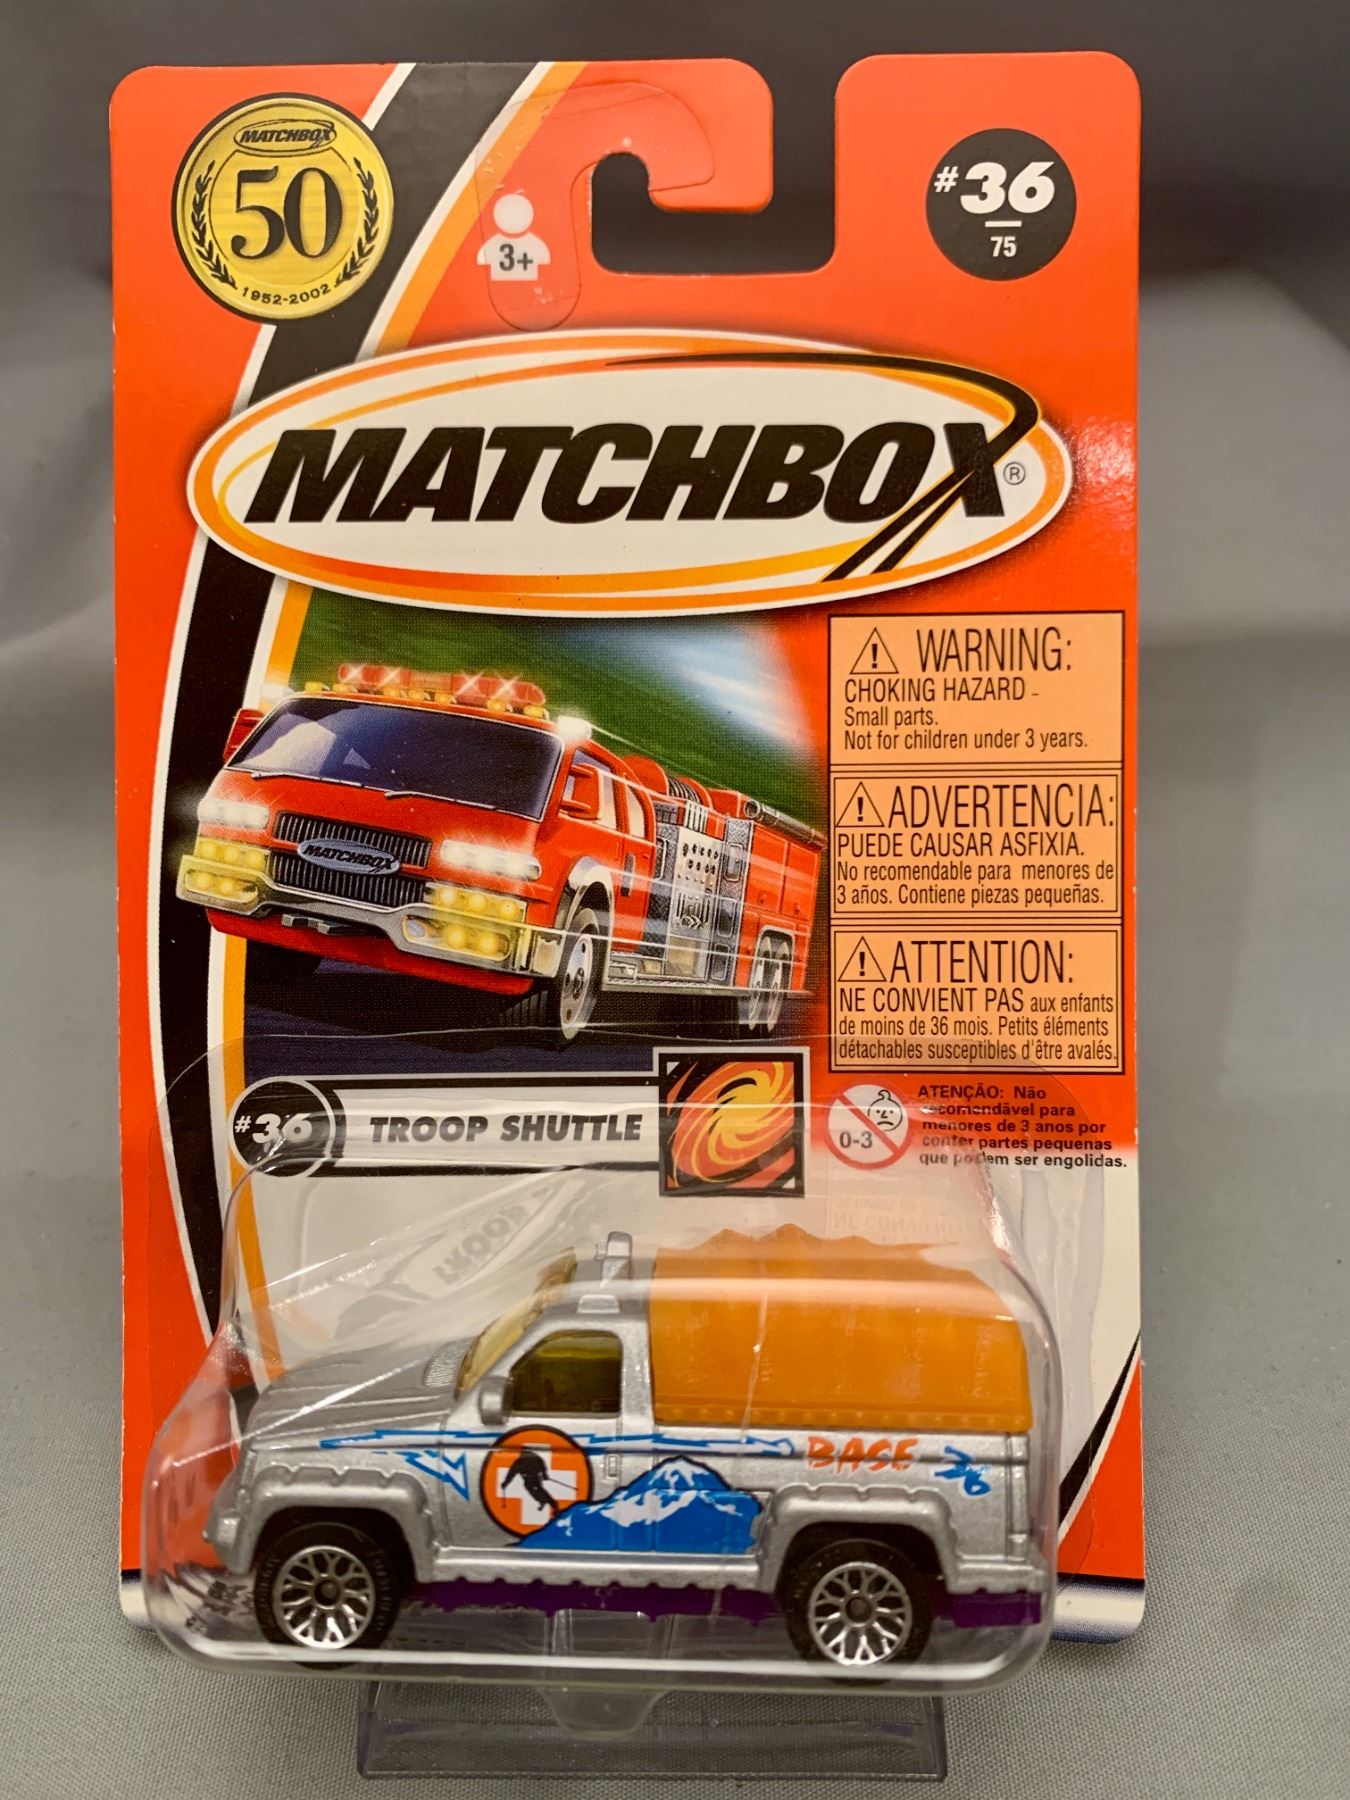 MATCHBOX
50
1952-2002
3+
#36
75
MATCHBOX®
WARNING:
CHOKING HAZARD -
Small parts.
Not for children under 3 years.
ADVERTENCIA:
PUEDE CAUSAR ASFIXIA.
No recomendable para menores de
3 años. Contiene piezas pequeñas.
ATTENTION:
NE CONVIENT PAS aux enfants
de moins de 36 mois. Petits éléments
détachables susceptibles d'être avalés.
MATCHBOX
#36 TROOP SHUTTLE
0-3
ATENÇÃO: Não
recomendável para
menores de 3 anos por
conter partes pequenas
que podem ser engolidas.
BASE 36